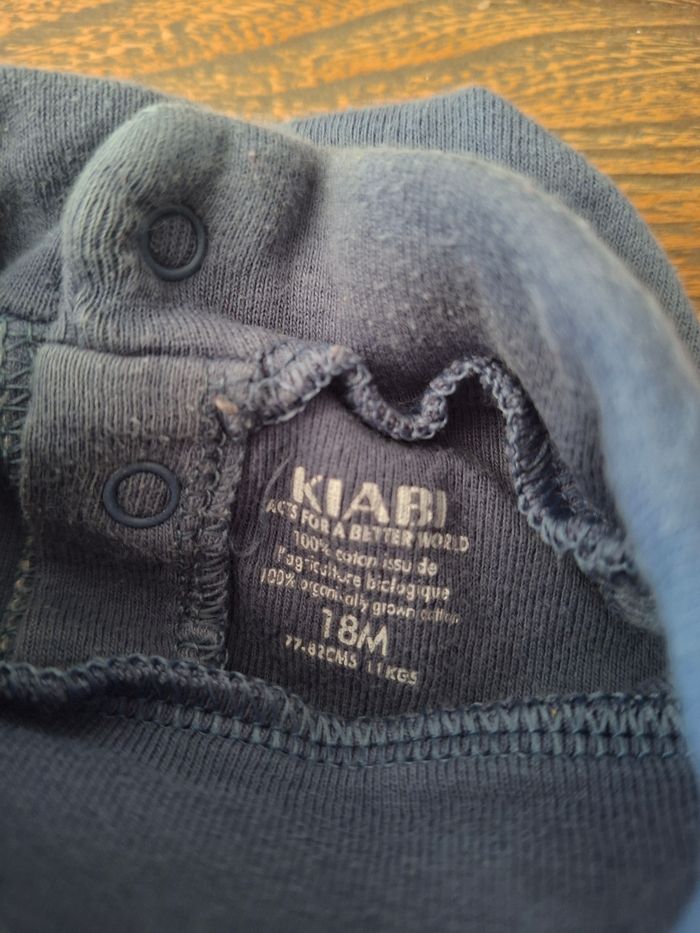 KIABI
ACTS FOR A BETTER WORLD
100% coton issu de
l'agriculture biologique
100% organically grown cotton
18M
77-82CMS 11KGS